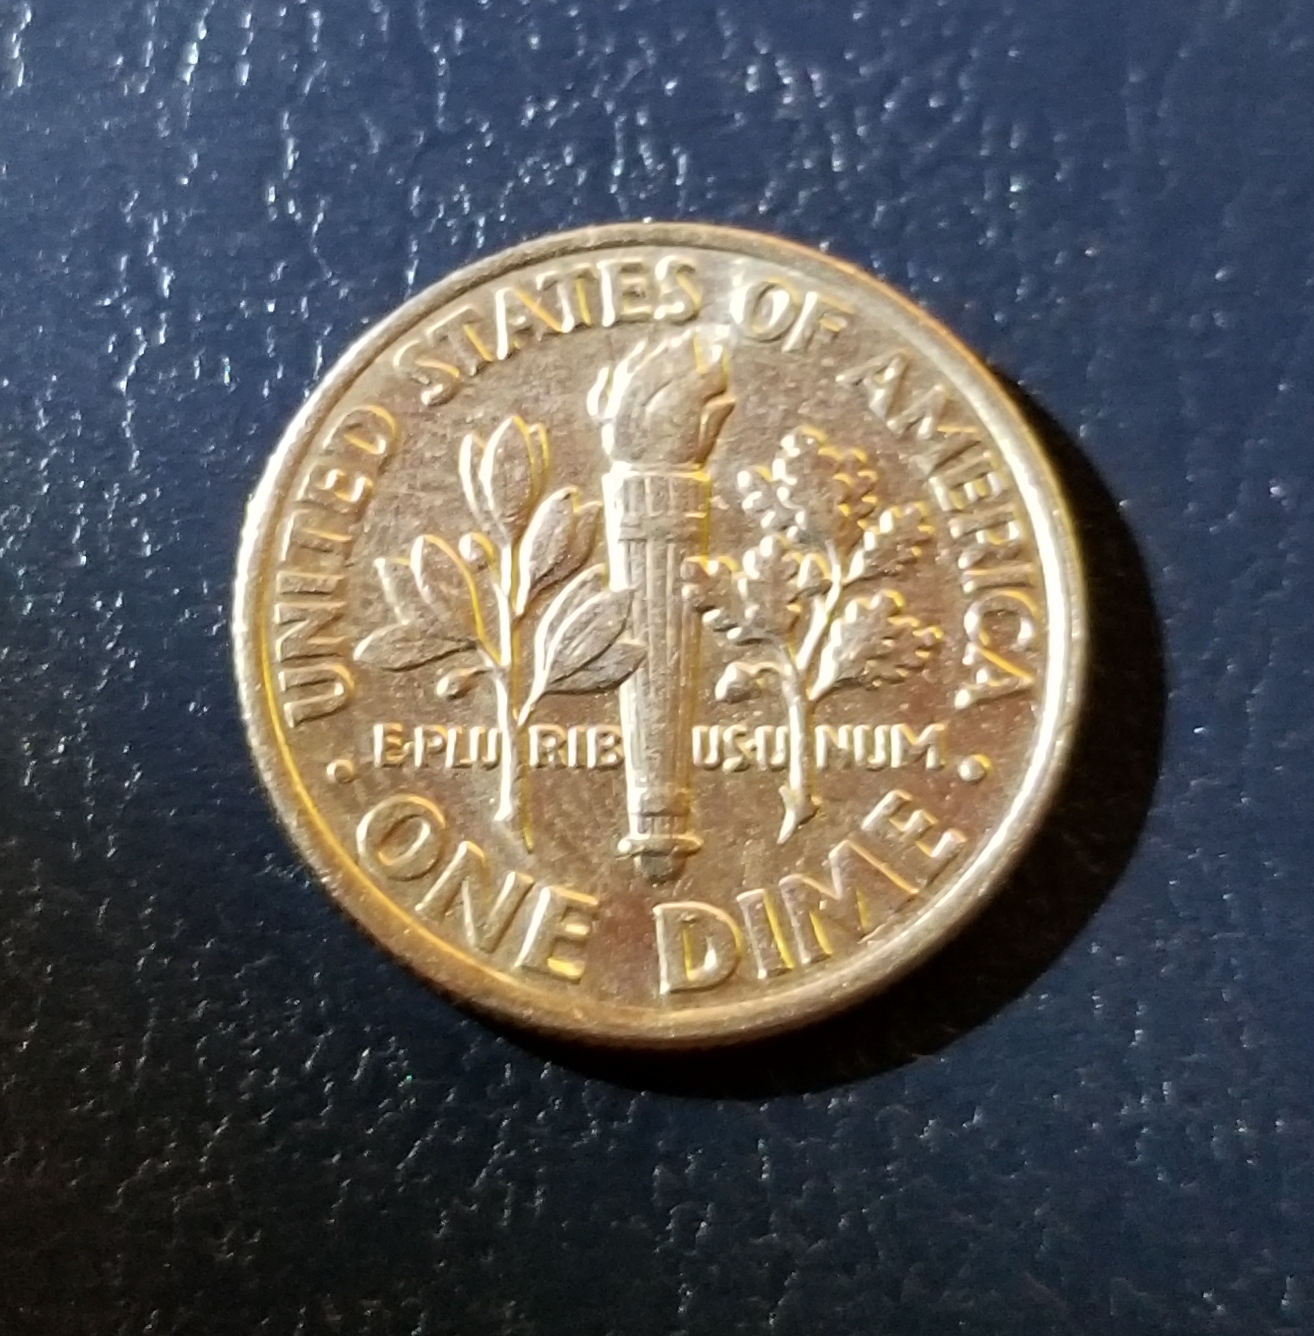 UNITED STATES OF AMERICA
E·PLURIBUS·UNUM
· ONE DIME ·